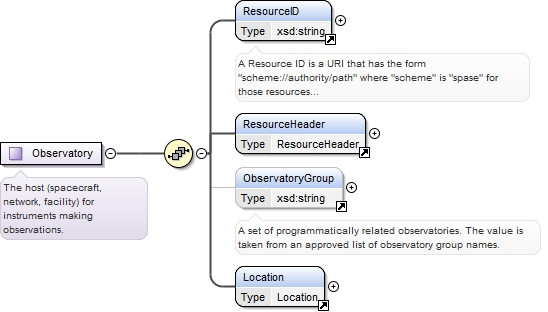 ResourceID
Type xsd:string
A Resource ID is a URI that has the form
"scheme://authority/path" where "scheme" is "spase" for
those resources...
ResourceHeader
Type ResourceHeader
Observatory
The host (spacecraft,
network, facility) for
instruments making
observations.
ObservatoryGroup
Type xsd:string
A set of programmatically related observatories. The value is
taken from an approved list of observatory group names.
Location
Type Location